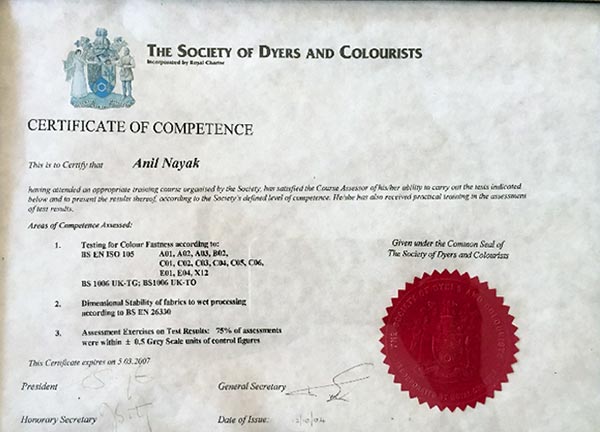 THE SOCIETY OF DYERS AND COLOURISTS
Incorporated by Royal Charter
CERTIFICATE OF COMPETENCE
This is to Certify that Anil Nayak
having attended an appropriate training course organised by the Society, has satisfied the Course Assessor of his/her ability to carry out the tests indicated
below and to present the results thereof, according to the Society's defined level of competence. He/she has also received practical training in the assessment
of test results.
Areas of Competence Assessed:
1. Testing for Colour Fastness according to:
BS EN ISO 105 A01, A02, A03, B02,
C01, C02, C03, C04, C05, C06,
E01, E04, X12
BS 1006 UK-TG; BS1006 UK-TO
2. Dimensional Stability of fabrics to wet processing
according to BS EN 26330
3. Assessment Exercises on Test Results: 75% of assessments
were within ± 0.5 Grey Scale units of control figures
Given under the Common Seal of
The Society of Dyers and Colourists
THE SOCIETY OF DYERS AND COLOURISTS
This Certificate expires on 5.03.2007
President General Secretary
Honorary Secretary Date of Issue: